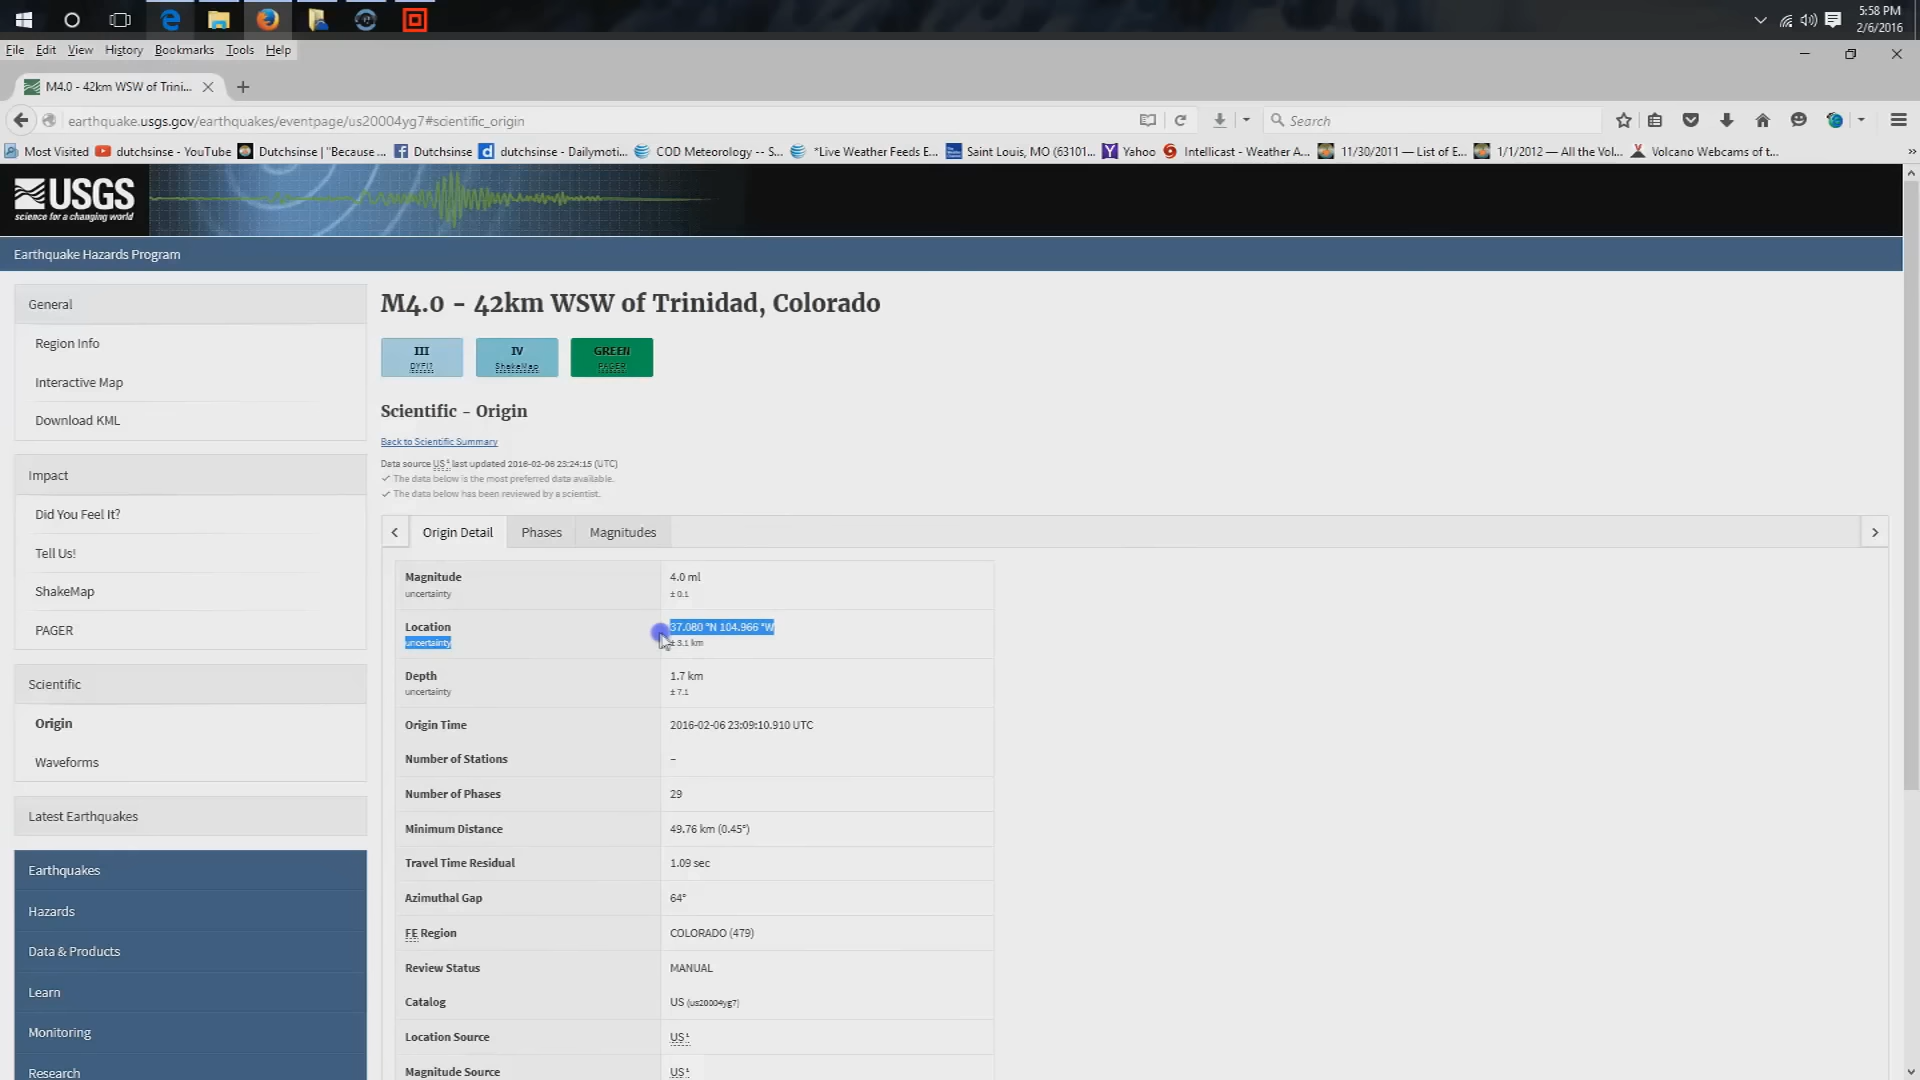 5:58 PM
2/6/2016
File Edit View History Bookmarks Tools Help
M4.0 - 42km WSW of Trini...
earthquake.usgs.gov/earthquakes/eventpage/us20004yg7#scientific_origin
Search
Most Visited dutchsinse - YouTube Dutchsinse | "Because ... Dutchsinse dutchsinse - Dailymoti... COD Meteorology -- S... *Live Weather Feeds E... Saint Louis, MO (63101... Yahoo Intellicast - Weather A... 11/30/2011 — List of E... 1/1/2012 — All the Vol... Volcano Webcams of t... »
USGS
science for a changing world
Earthquake Hazards Program
General
Region Info
Interactive Map
Download KML
Impact
Did You Feel It?
Tell Us!
ShakeMap
PAGER
Scientific
Origin
Waveforms
Latest Earthquakes
Earthquakes
Hazards
Data & Products
Learn
Monitoring
Research
M4.0 - 42km WSW of Trinidad, Colorado
III
DYFI?
IV
ShakeMap
GREEN
PAGER
Scientific - Origin
Back to Scientific Summary
Data source US ¹ last updated 2016-02-06 23:24:15 (UTC)
✓ The data below is the most preferred data available.
✓ The data below has been reviewed by a scientist.
Origin Detail Phases Magnitudes
Magnitude 4.0 ml
uncertainty ± 0.1
Location 37.080 °N 104.966 °W
uncertainty ± 3.1 km
Depth 1.7 km
uncertainty ± 7.1
Origin Time 2016-02-06 23:09:10.910 UTC
Number of Stations –
Number of Phases 29
Minimum Distance 49.76 km (0.45°)
Travel Time Residual 1.09 sec
Azimuthal Gap 64°
FE Region COLORADO (479)
Review Status MANUAL
Catalog US (us20004yg7)
Location Source US ¹
Magnitude Source US ¹